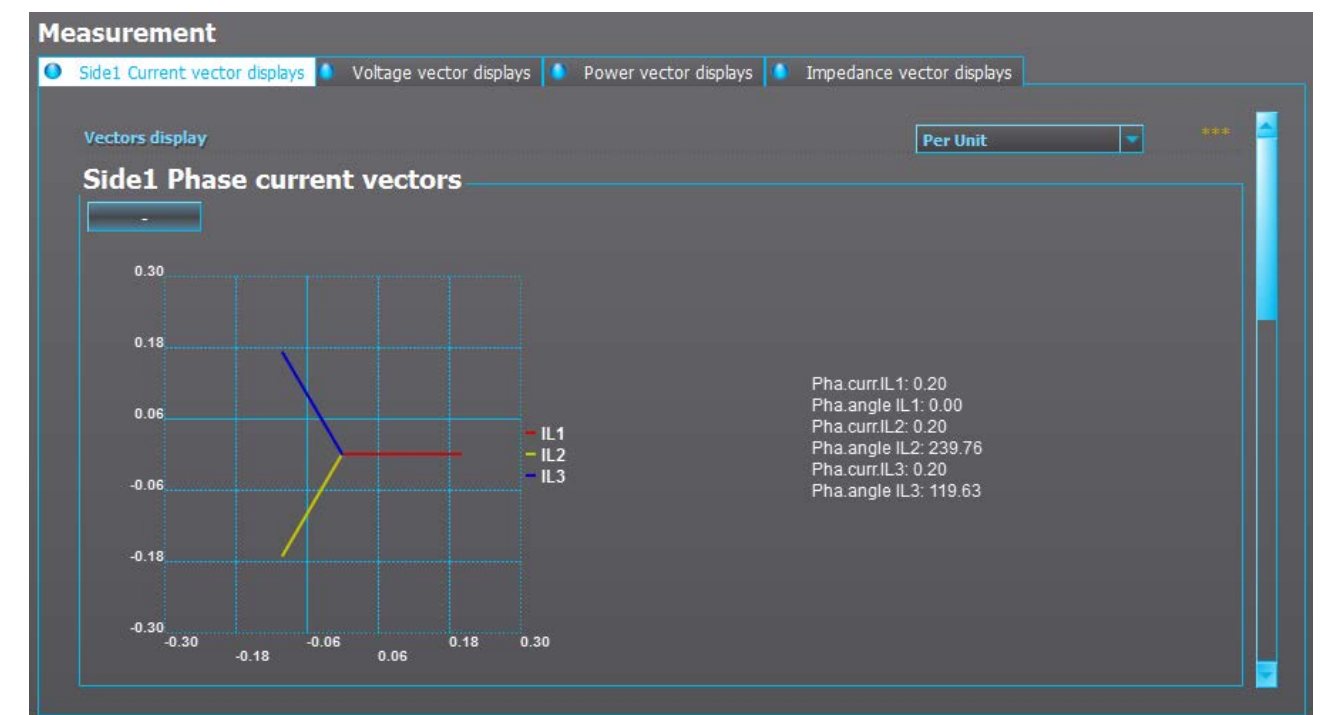 Measurement
Side1 Current vector displays Voltage vector displays Power vector displays Impedance vector displays
Vectors display Per Unit ***
Side1 Phase current vectors
-
0.30
0.18
0.06
-0.06
-0.18
-0.30
-0.30 -0.06 0.18 0.30
-0.18 0.06
IL1
IL2
IL3
Pha.curr.IL1: 0.20
Pha.angle IL1: 0.00
Pha.curr.IL2: 0.20
Pha.angle IL2: 239.76
Pha.curr.IL3: 0.20
Pha.angle IL3: 119.63